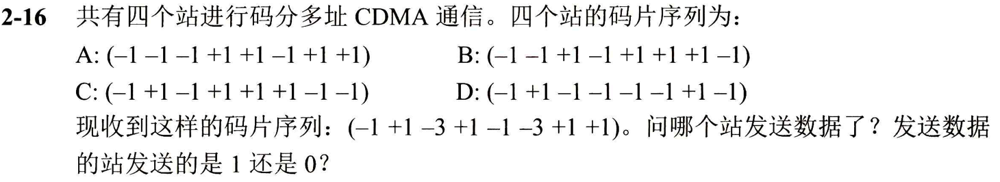 2-16 共有四个站进行码分多址 CDMA 通信。四个站的码片序列为：
A: (–1 –1 –1 +1 +1 –1 +1 +1) B: (–1 –1 +1 –1 +1 +1 +1 –1)
C: (–1 +1 –1 +1 +1 +1 –1 –1) D: (–1 +1 –1 –1 –1 –1 +1 –1)
现收到这样的码片序列：(–1 +1 –3 +1 –1 –3 +1 +1)。问哪个站发送数据了？发送数据
的站发送的是 1 还是 0？